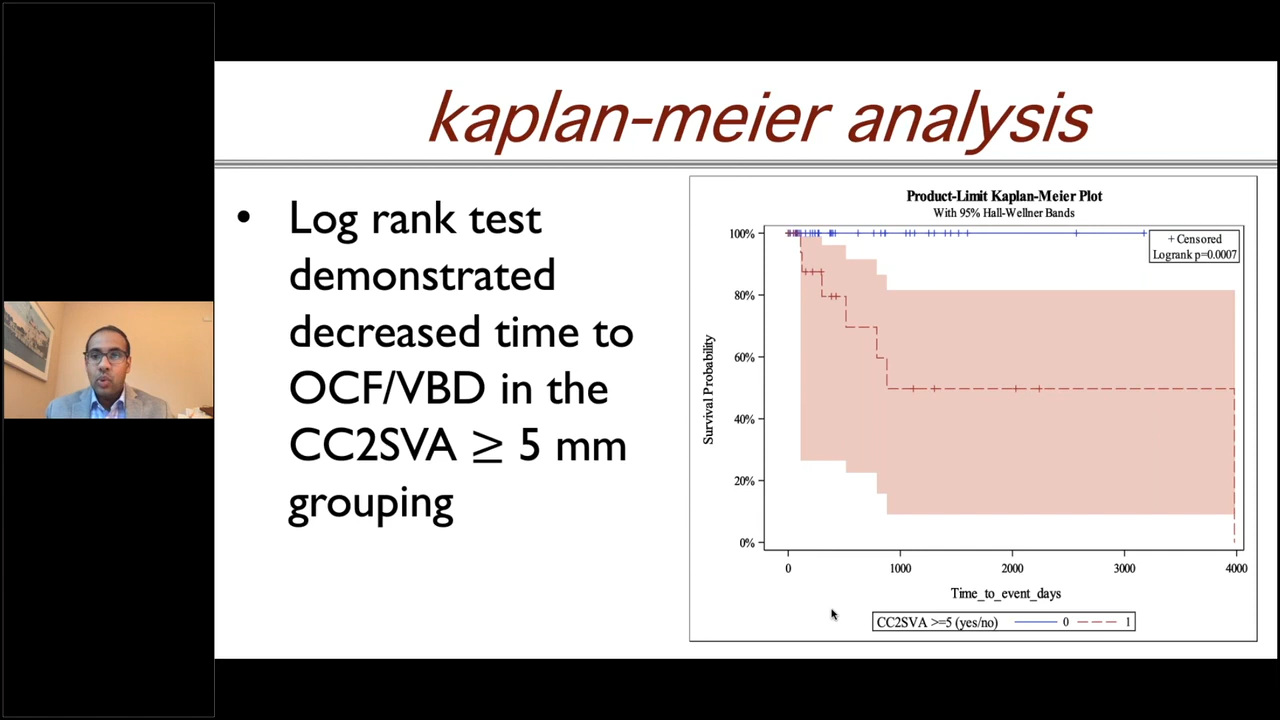 kaplan-meier analysis
• Log rank test
demonstrated
decreased time to
OCF/VBD in the
CC2SVA ≥ 5 mm
grouping
Product-Limit Kaplan-Meier Plot
With 95% Hall-Wellner Bands
+ Censored
Logrank p=0.0007
100%
80%
60%
40%
20%
0%
Survival Probability
0 1000 2000 3000 4000
Time_to_event_days
CC2SVA >=5 (yes/no) 0 1